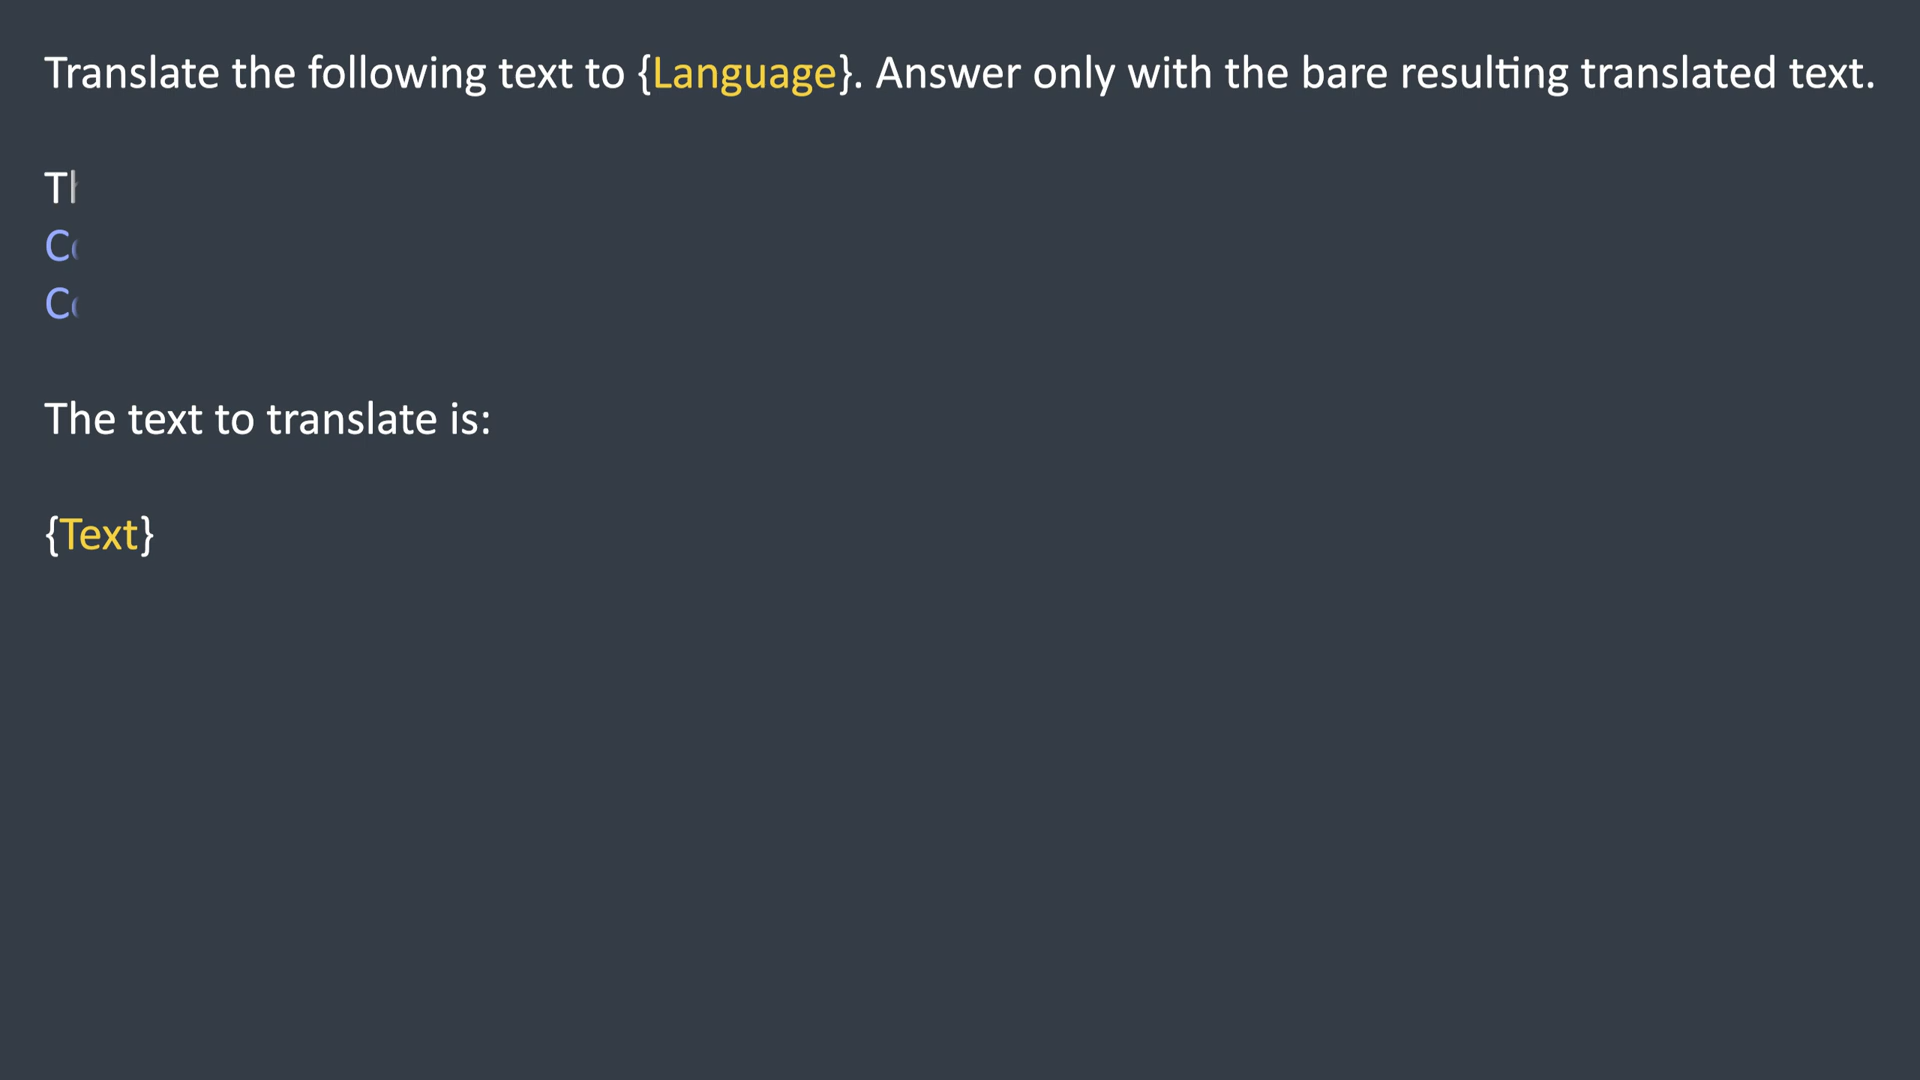 Translate the following text to {Language}. Answer only with the bare resulting translated text.
The text to translate is:
{Text}